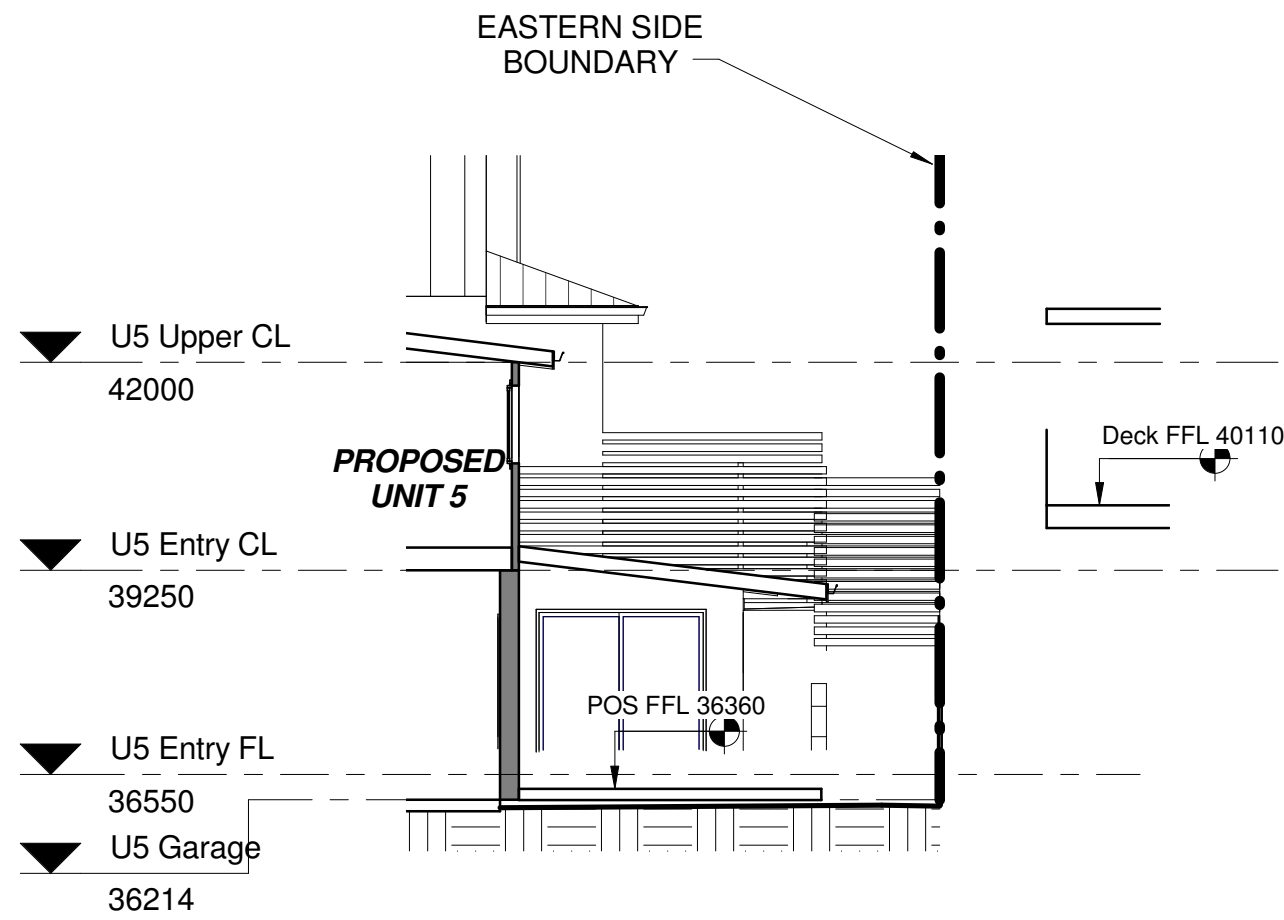 EASTERN SIDE
BOUNDARY
U5 Upper CL
42000
Deck FFL 40110
PROPOSED
UNIT 5
U5 Entry CL
39250
POS FFL 36360
U5 Entry FL
36550
U5 Garage
36214